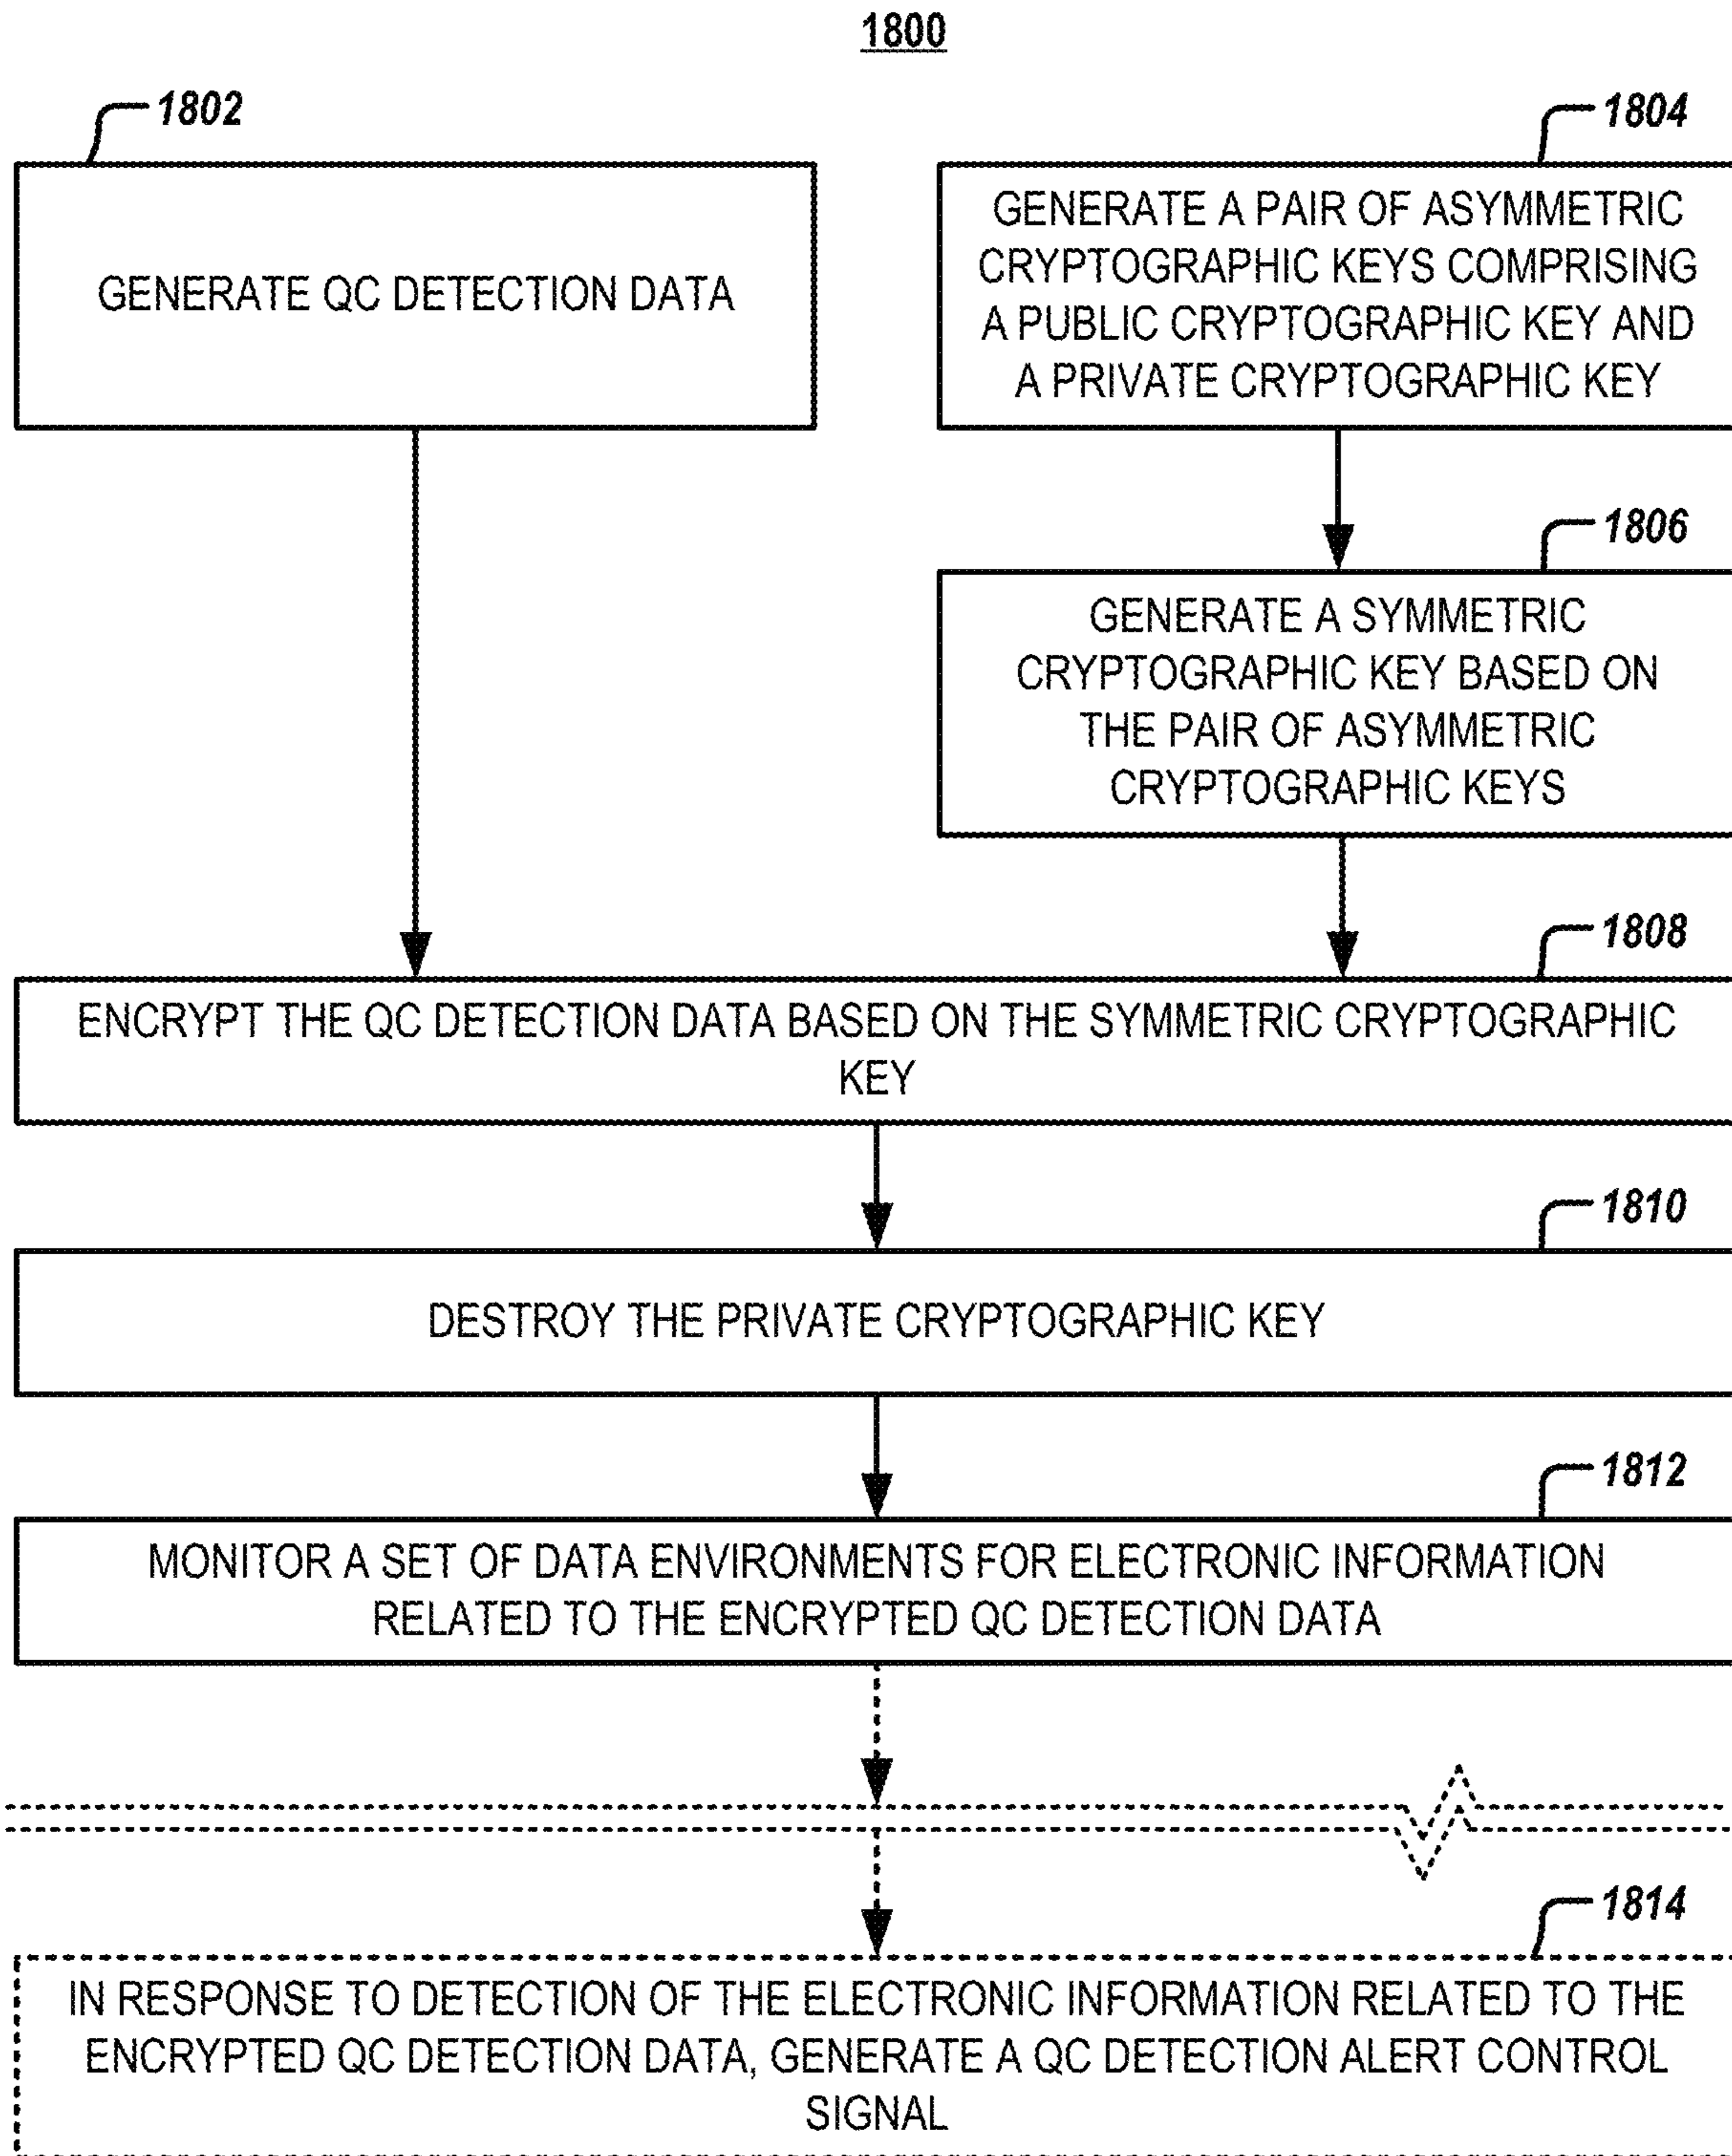 1800
1802
GENERATE QC DETECTION DATA
1804
GENERATE A PAIR OF ASYMMETRIC
CRYPTOGRAPHIC KEYS COMPRISING
A PUBLIC CRYPTOGRAPHIC KEY AND
A PRIVATE CRYPTOGRAPHIC KEY
1806
GENERATE A SYMMETRIC
CRYPTOGRAPHIC KEY BASED ON
THE PAIR OF ASYMMETRIC
CRYPTOGRAPHIC KEYS
1808
ENCRYPT THE QC DETECTION DATA BASED ON THE SYMMETRIC CRYPTOGRAPHIC
KEY
1810
DESTROY THE PRIVATE CRYPTOGRAPHIC KEY
1812
MONITOR A SET OF DATA ENVIRONMENTS FOR ELECTRONIC INFORMATION
RELATED TO THE ENCRYPTED QC DETECTION DATA
1814
IN RESPONSE TO DETECTION OF THE ELECTRONIC INFORMATION RELATED TO THE
ENCRYPTED QC DETECTION DATA, GENERATE A QC DETECTION ALERT CONTROL
SIGNAL